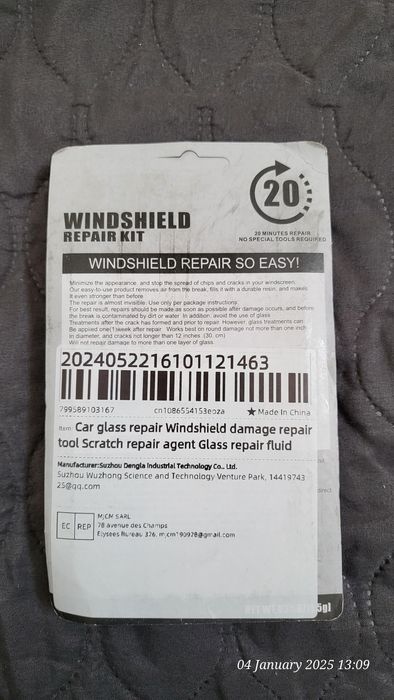 20
WINDSHIELD
REPAIR KIT
20 MINUTES REPAIR
NO SPECIAL TOOLS REQUIRED
WINDSHIELD REPAIR SO EASY!
Minimize the appearance, and stop the spread of chips and cracks in your windscreen.
Our easy-to-use product removes air from the break, fills it with a durable resin, and makes
It even stronger than before
The repair is almost invisible. Use only per package instructions.
For best results, repairs should be made as soon as possible after damage occurs, and before
the break is contaminated by dirt or water. In addition, avoid the use of glass
Treatments after the crack has formed and prior to repair. However, glass treatments can
Be applied one(1)week after repair. Works best on round damage not more than one inch
In diameter, and cracks not longer than 12 inches (30. cm)
Will not repair damage to more than one layer of glass.
2024052216101121463
799589103167 cn1086554153eoza ★ Made In China
Item: Car glass repair Windshield damage repair
tool Scratch repair agent Glass repair fluid
Manufacturer:Suzhou Dengla Industrial Technology Co., Ltd.
Suzhou Wuzhong Science and Technology Venture Park, 14419743
25@qq.com
direct
EC REP
MJCM SARL
78 avenue des Champs
Elysees Bureau 326, mjcm190928@gmail.com
04 January 2025 13:09